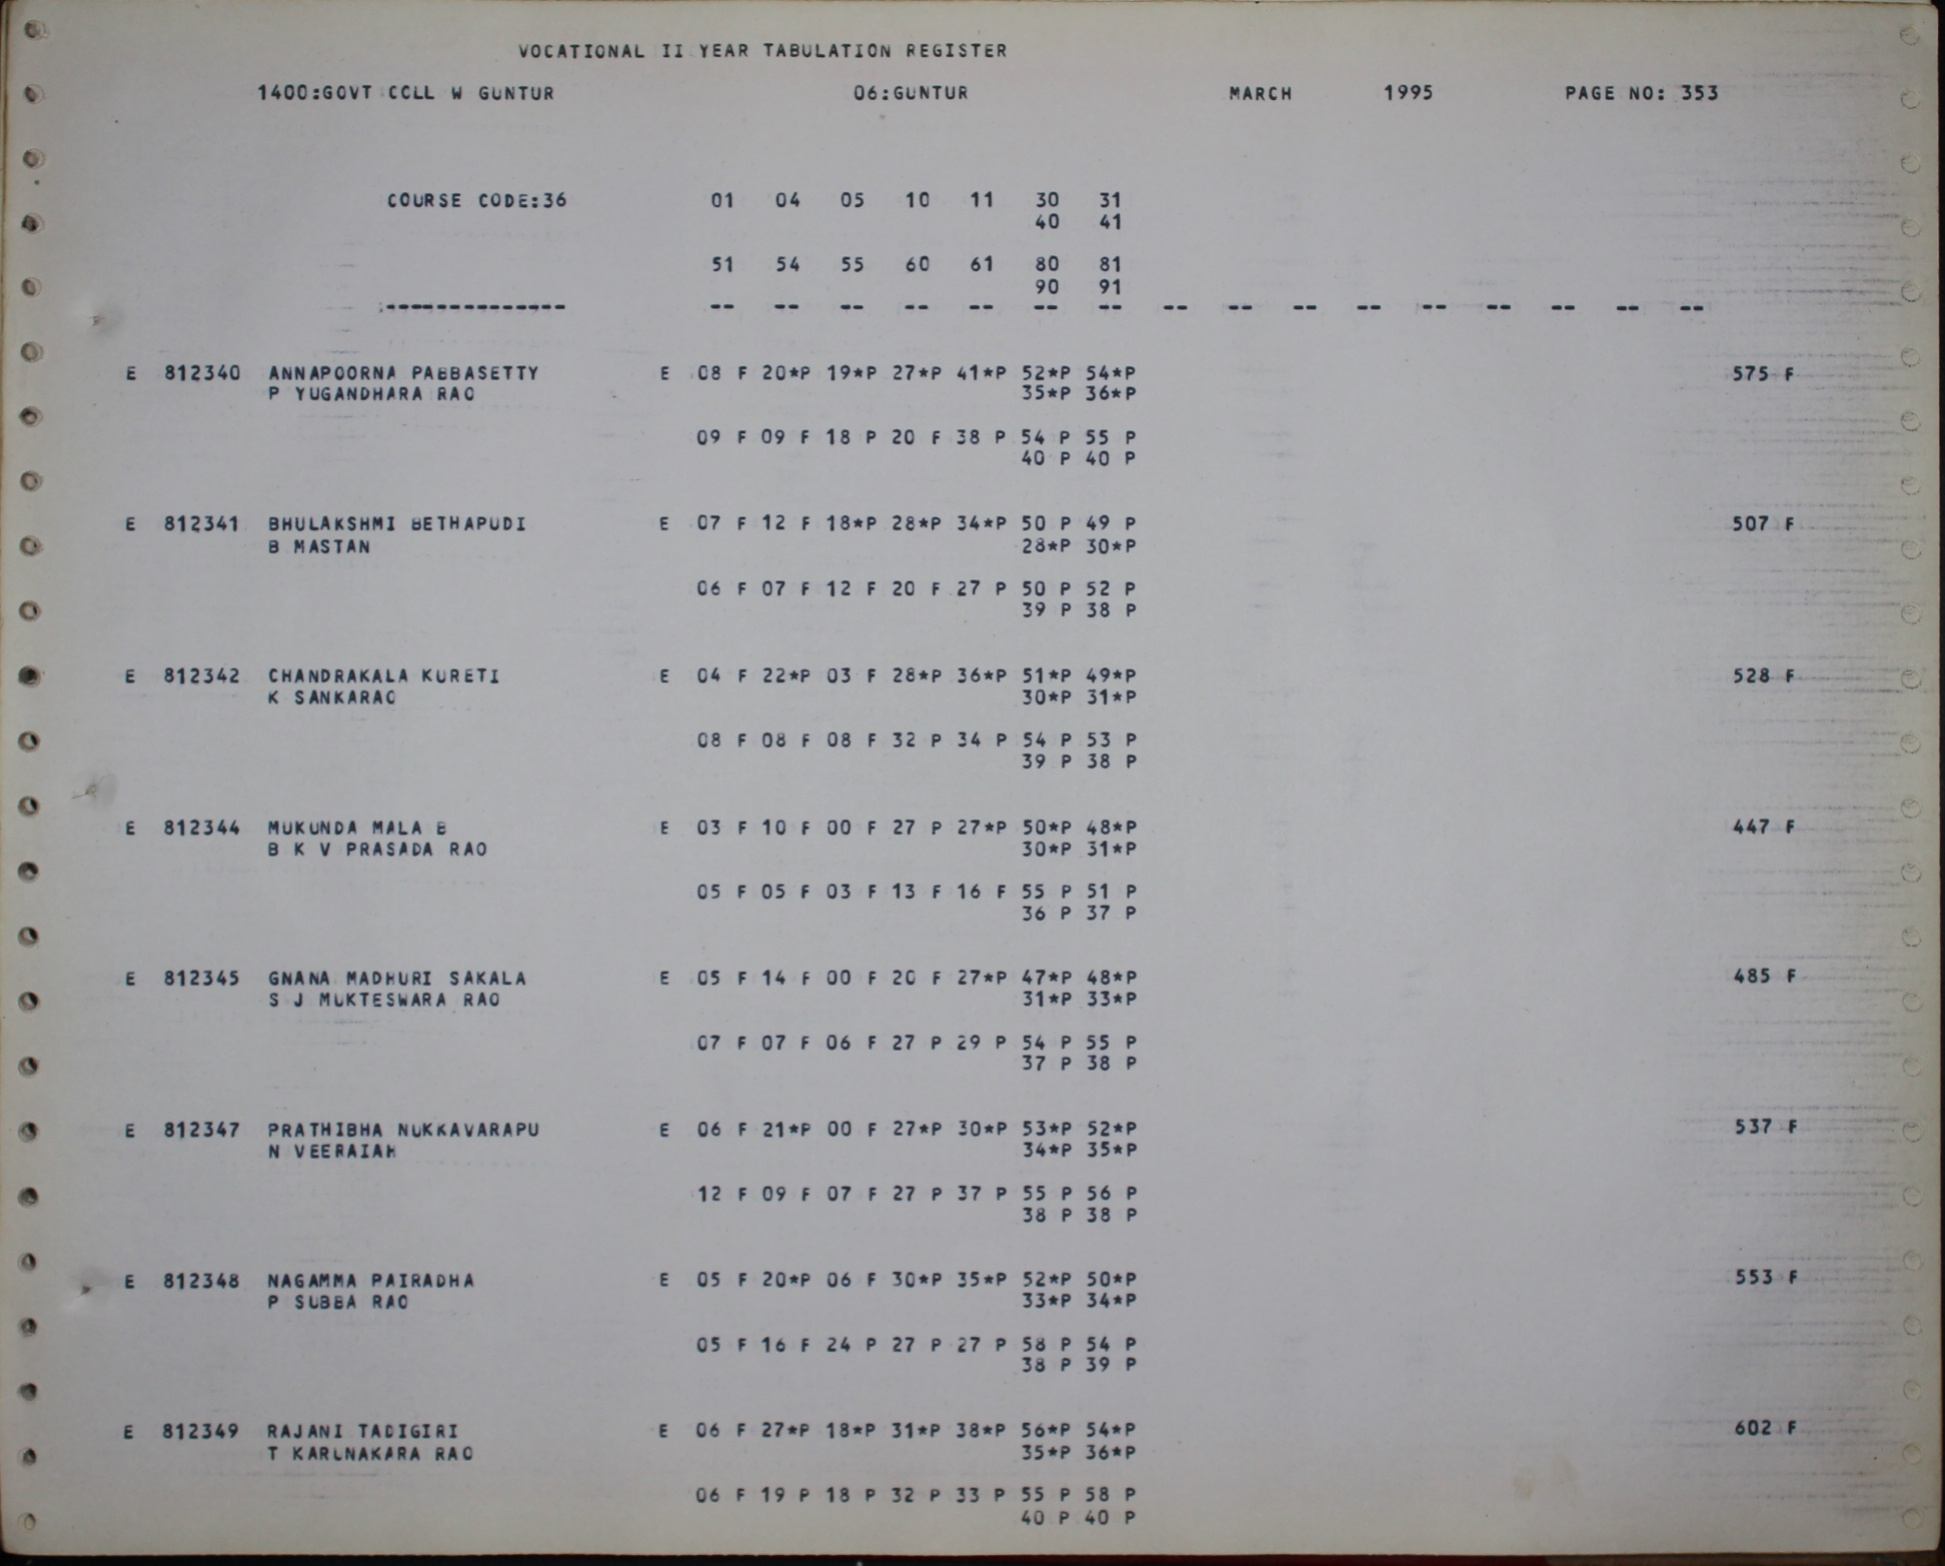 VOCATIONAL II YEAR TABULATION REGISTER
1400:GOVT COLL W GUNTUR 06:GUNTUR MARCH 1995 PAGE NO: 353
COURSE CODE:36 01 04 05 10 11 30 31
40 41
51 54 55 60 61 80 81
90 91
-------------- -- -- -- -- -- -- -- -- -- -- -- -- -- -- -- --
E 812340 ANNAPOORNA PABBASETTY E 08 F 20*P 19*P 27*P 41*P 52*P 54*P 575 F
P YUGANDHARA RAO 35*P 36*P
09 F 09 F 18 P 20 F 38 P 54 P 55 P
40 P 40 P
E 812341 BHULAKSHMI BETHAPUDI E 07 F 12 F 18*P 28*P 34*P 50 P 49 P 507 F
B MASTAN 28*P 30*P
06 F 07 F 12 F 20 F 27 P 50 P 52 P
39 P 38 P
E 812342 CHANDRAKALA KURETI E 04 F 22*P 03 F 28*P 36*P 51*P 49*P 528 F
K SANKARAO 30*P 31*P
08 F 08 F 08 F 32 P 34 P 54 P 53 P
39 P 38 P
E 812344 MUKUNDA MALA B E 03 F 10 F 00 F 27 P 27*P 50*P 48*P 447 F
B K V PRASADA RAO 30*P 31*P
05 F 05 F 03 F 13 F 16 F 55 P 51 P
36 P 37 P
E 812345 GNANA MADHURI SAKALA E 05 F 14 F 00 F 20 F 27*P 47*P 48*P 485 F
S J MUKTESWARA RAO 31*P 33*P
07 F 07 F 06 F 27 P 29 P 54 P 55 P
37 P 38 P
E 812347 PRATHIBHA NUKKAVARAPU E 06 F 21*P 00 F 27*P 30*P 53*P 52*P 537 F
N VEERAIAH 34*P 35*P
12 F 09 F 07 F 27 P 37 P 55 P 56 P
38 P 38 P
E 812348 NAGAMMA PAIRADHA E 05 F 20*P 06 F 30*P 35*P 52*P 50*P 553 F
P SUBBA RAO 33*P 34*P
05 F 16 F 24 P 27 P 27 P 58 P 54 P
38 P 39 P
E 812349 RAJANI TADIGIRI E 06 F 27*P 18*P 31*P 38*P 56*P 54*P 602 F
T KARUNAKARA RAO 35*P 36*P
06 F 19 P 18 P 32 P 33 P 55 P 58 P
40 P 40 P